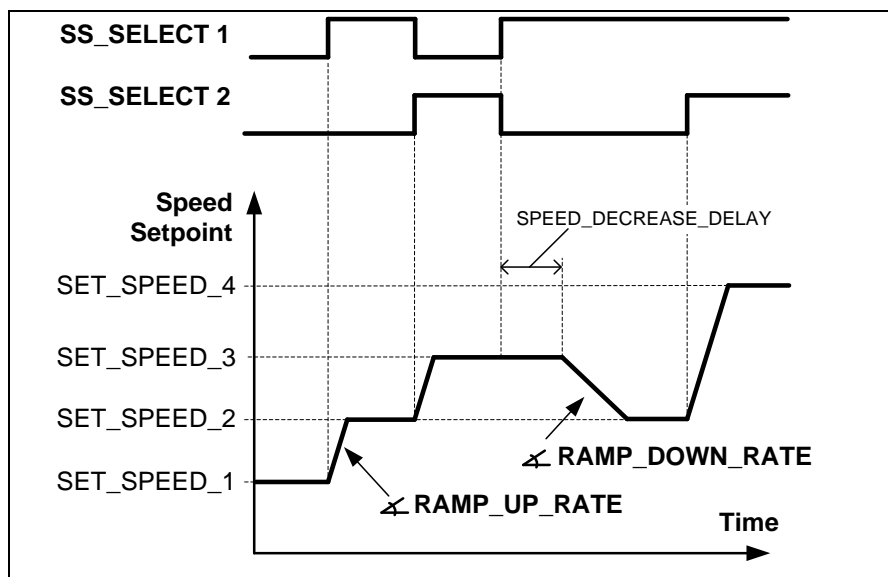 SS_SELECT 1
SS_SELECT 2
Speed
Setpoint
SPEED_DECREASE_DELAY
SET_SPEED_4
SET_SPEED_3
SET_SPEED_2
SET_SPEED_1
∡ RAMP_DOWN_RATE
∡ RAMP_UP_RATE
Time